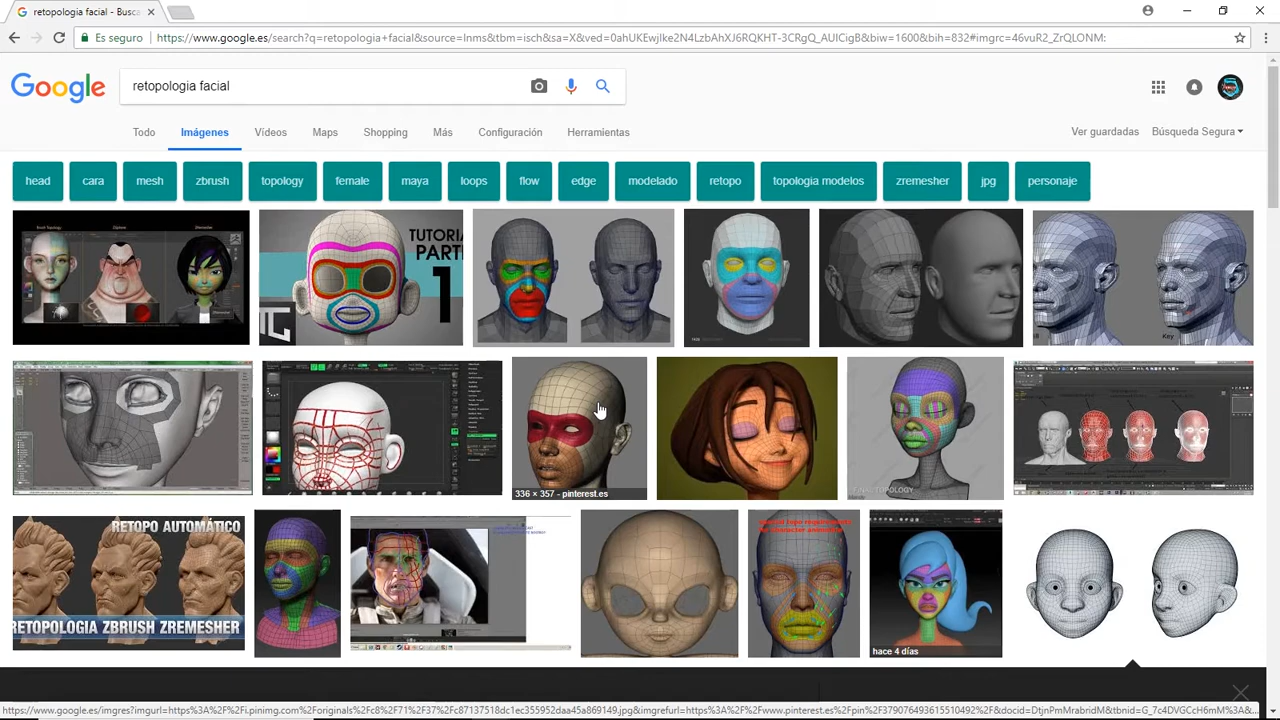 retopologia facial - Busca
Es seguro
https://www.google.es/search?q=retopologia+facial&source=lnms&tbm=isch&sa=X&ved=0ahUKEwjIke2N4LzbAhXJ6RQKHT-3CRgQ_AUICigB&biw=1600&bih=832#imgrc=46vuR2_ZrQLONM:
Google
retopologia facial
Todo
Imágenes
Vídeos
Maps
Shopping
Más
Configuración
Herramientas
Ver guardadas
Búsqueda Segura
head
cara
mesh
zbrush
topology
female
maya
loops
flow
edge
modelado
retopo
topologia modelos
zremesher
jpg
personaje
TUTORIA
PARTE
1
Key
336 × 357 - pinterest.es
FINAL TOPOLOGY
RETOPO AUTOMÁTICO
RETOPOLOGIA ZBRUSH ZREMESHER
hace 4 días
https://www.google.es/imgres?imgurl=https%3A%2F%2Fi.pinimg.com%2Foriginals%2Fc8%2F71%2F37%2Fc87137518dc1ec355952daa45a869149.jpg&imgrefurl=https%3A%2F%2Fwww.pinterest.es%2Fpin%2F379076493615510492%2F&docid=DtjnPmMrabridM&tbnid=G_7c4DVGCcH6mM%3A&...